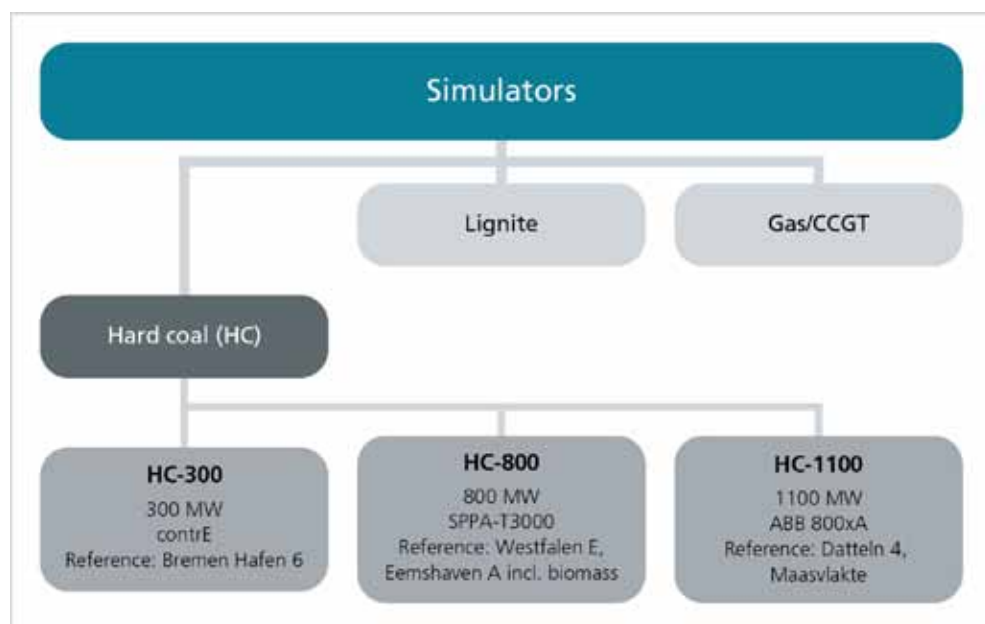 Simulators
Lignite
Gas/CCGT
Hard coal (HC)
HC-300
300 MW
contrE
Reference: Bremen Hafen 6
HC-800
800 MW
SPPA-T3000
Reference: Westfalen E,
Eemshaven A incl. biomass
HC-1100
1100 MW
ABB 800xA
Reference: Datteln 4,
Maasvlakte